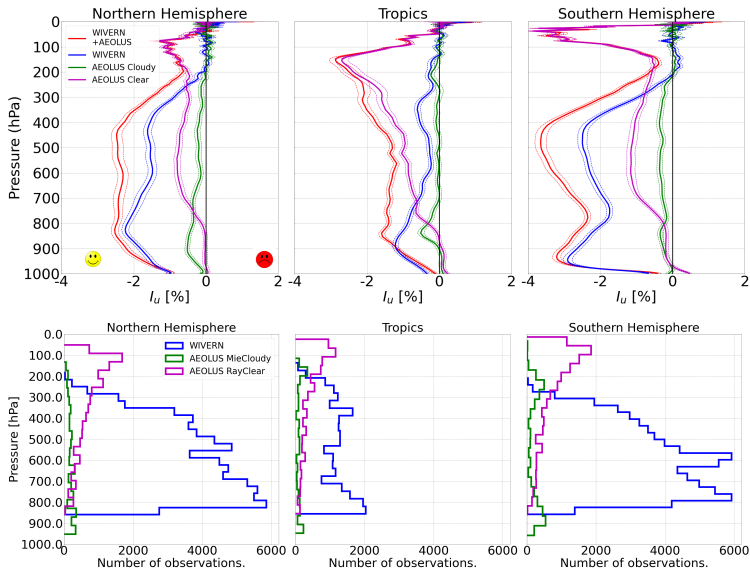 Northern Hemisphere
Tropics
Southern Hemisphere
0
100
200
300
400
500
600
700
800
900
1000
Pressure (hPa)
WIVERN
+AEOLUS
WIVERN
AEOLUS Cloudy
AEOLUS Clear
-4 -2 0 2
-4 -2 0 2
-4 -2 0 2
I_u [%]
I_u [%]
I_u [%]
Northern Hemisphere
Tropics
Southern Hemisphere
0.0
100.0
200.0
300.0
400.0
500.0
600.0
700.0
800.0
900.0
1000.0
Pressure [hPa]
WIVERN
AEOLUS MieCloudy
AEOLUS RayClear
0 2000 4000 6000
0 2000 4000 6000
0 2000 4000 6000
Number of observations.
Number of observations.
Number of observations.